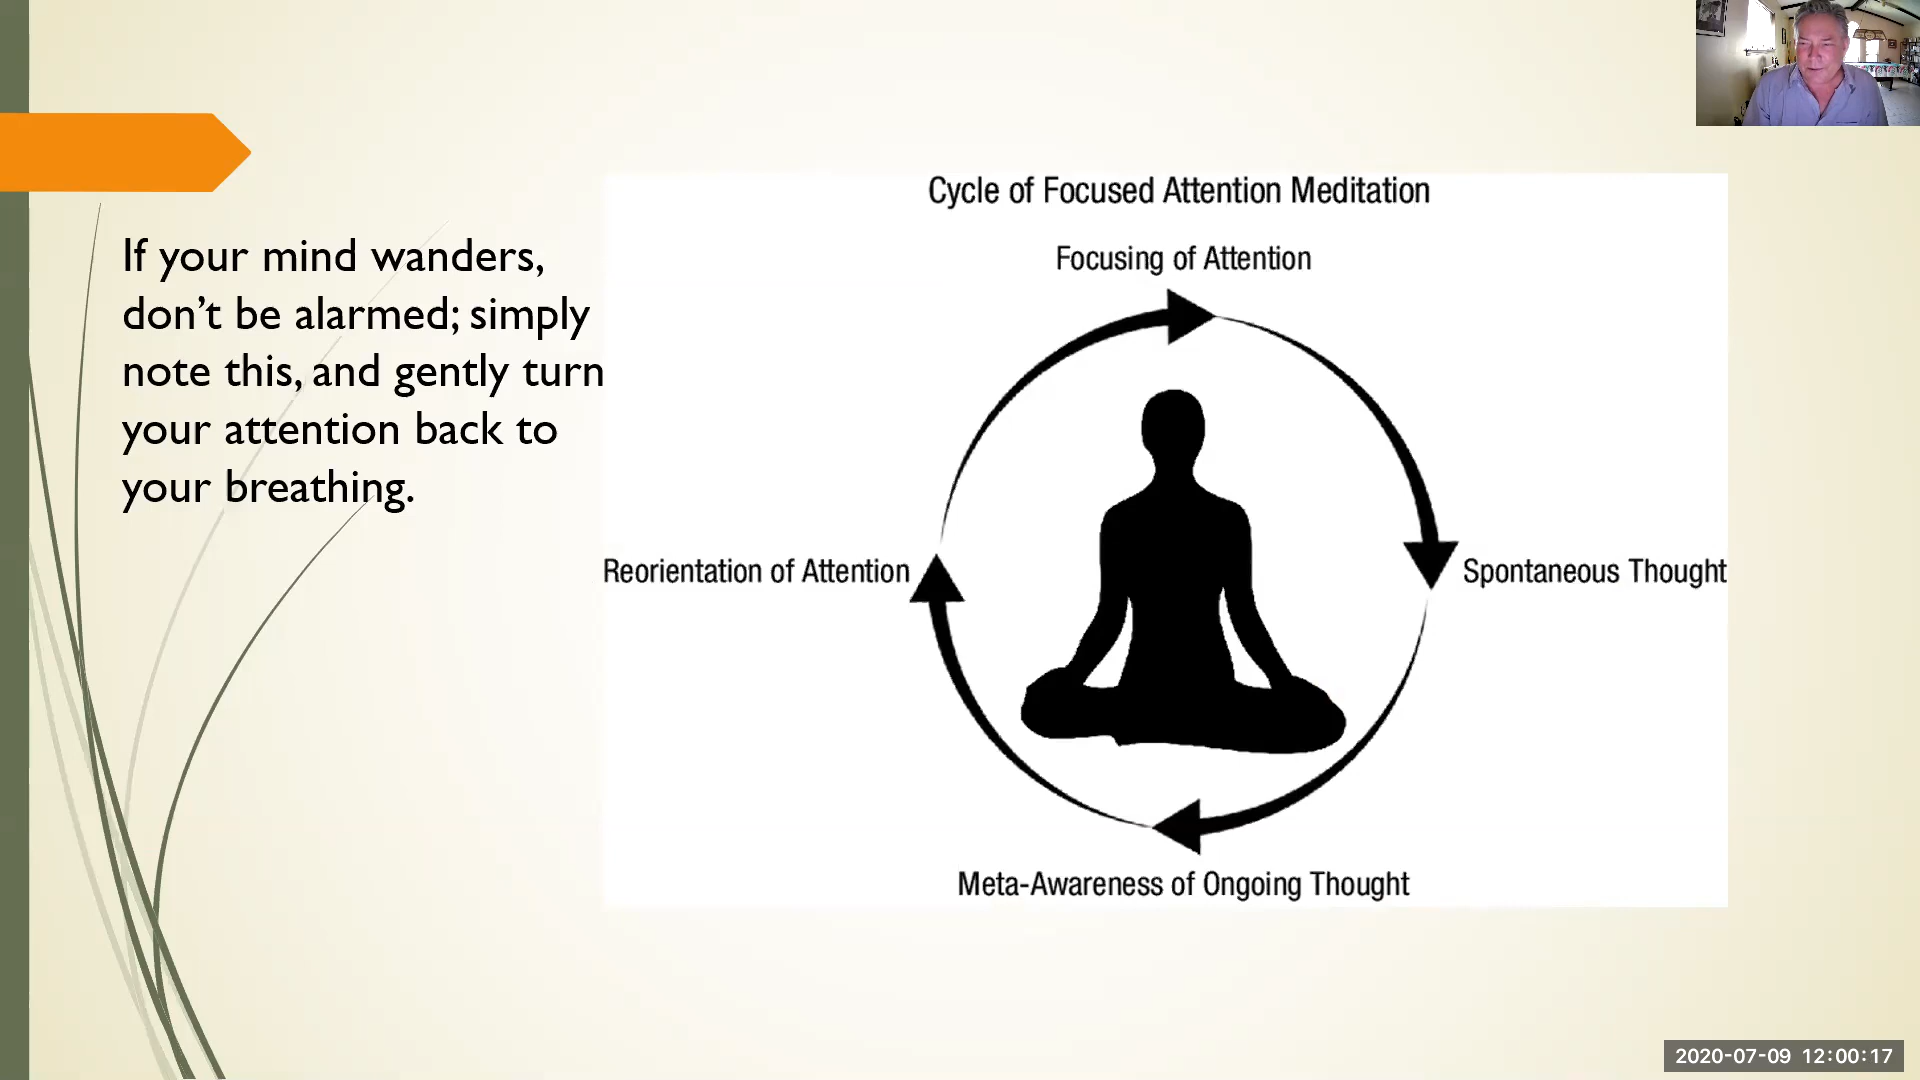 If your mind wanders,
don’t be alarmed; simply
note this, and gently turn
your attention back to
your breathing.
Cycle of Focused Attention Meditation
Focusing of Attention
Reorientation of Attention
Spontaneous Thought
Meta-Awareness of Ongoing Thought
2020-07-09 12:00:17